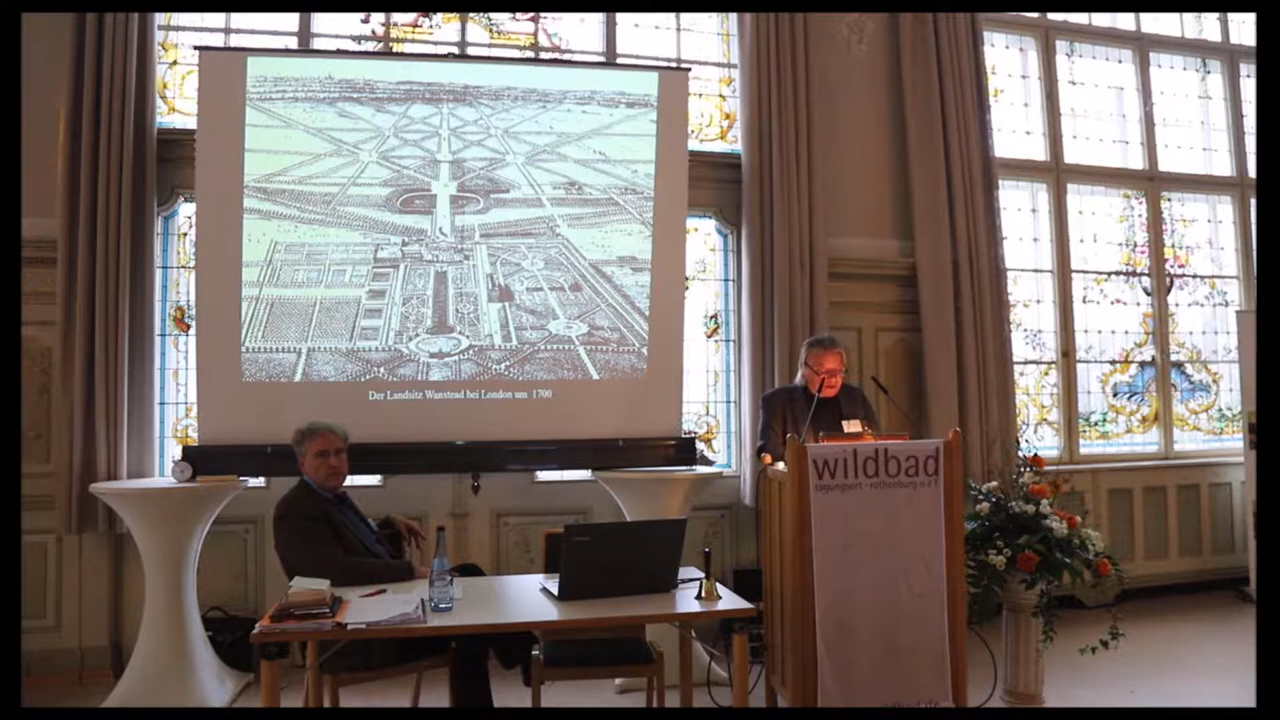 Der Landsitz Wanstead bei London um 1700
wildbad
tagungsort - rothenburg o d T